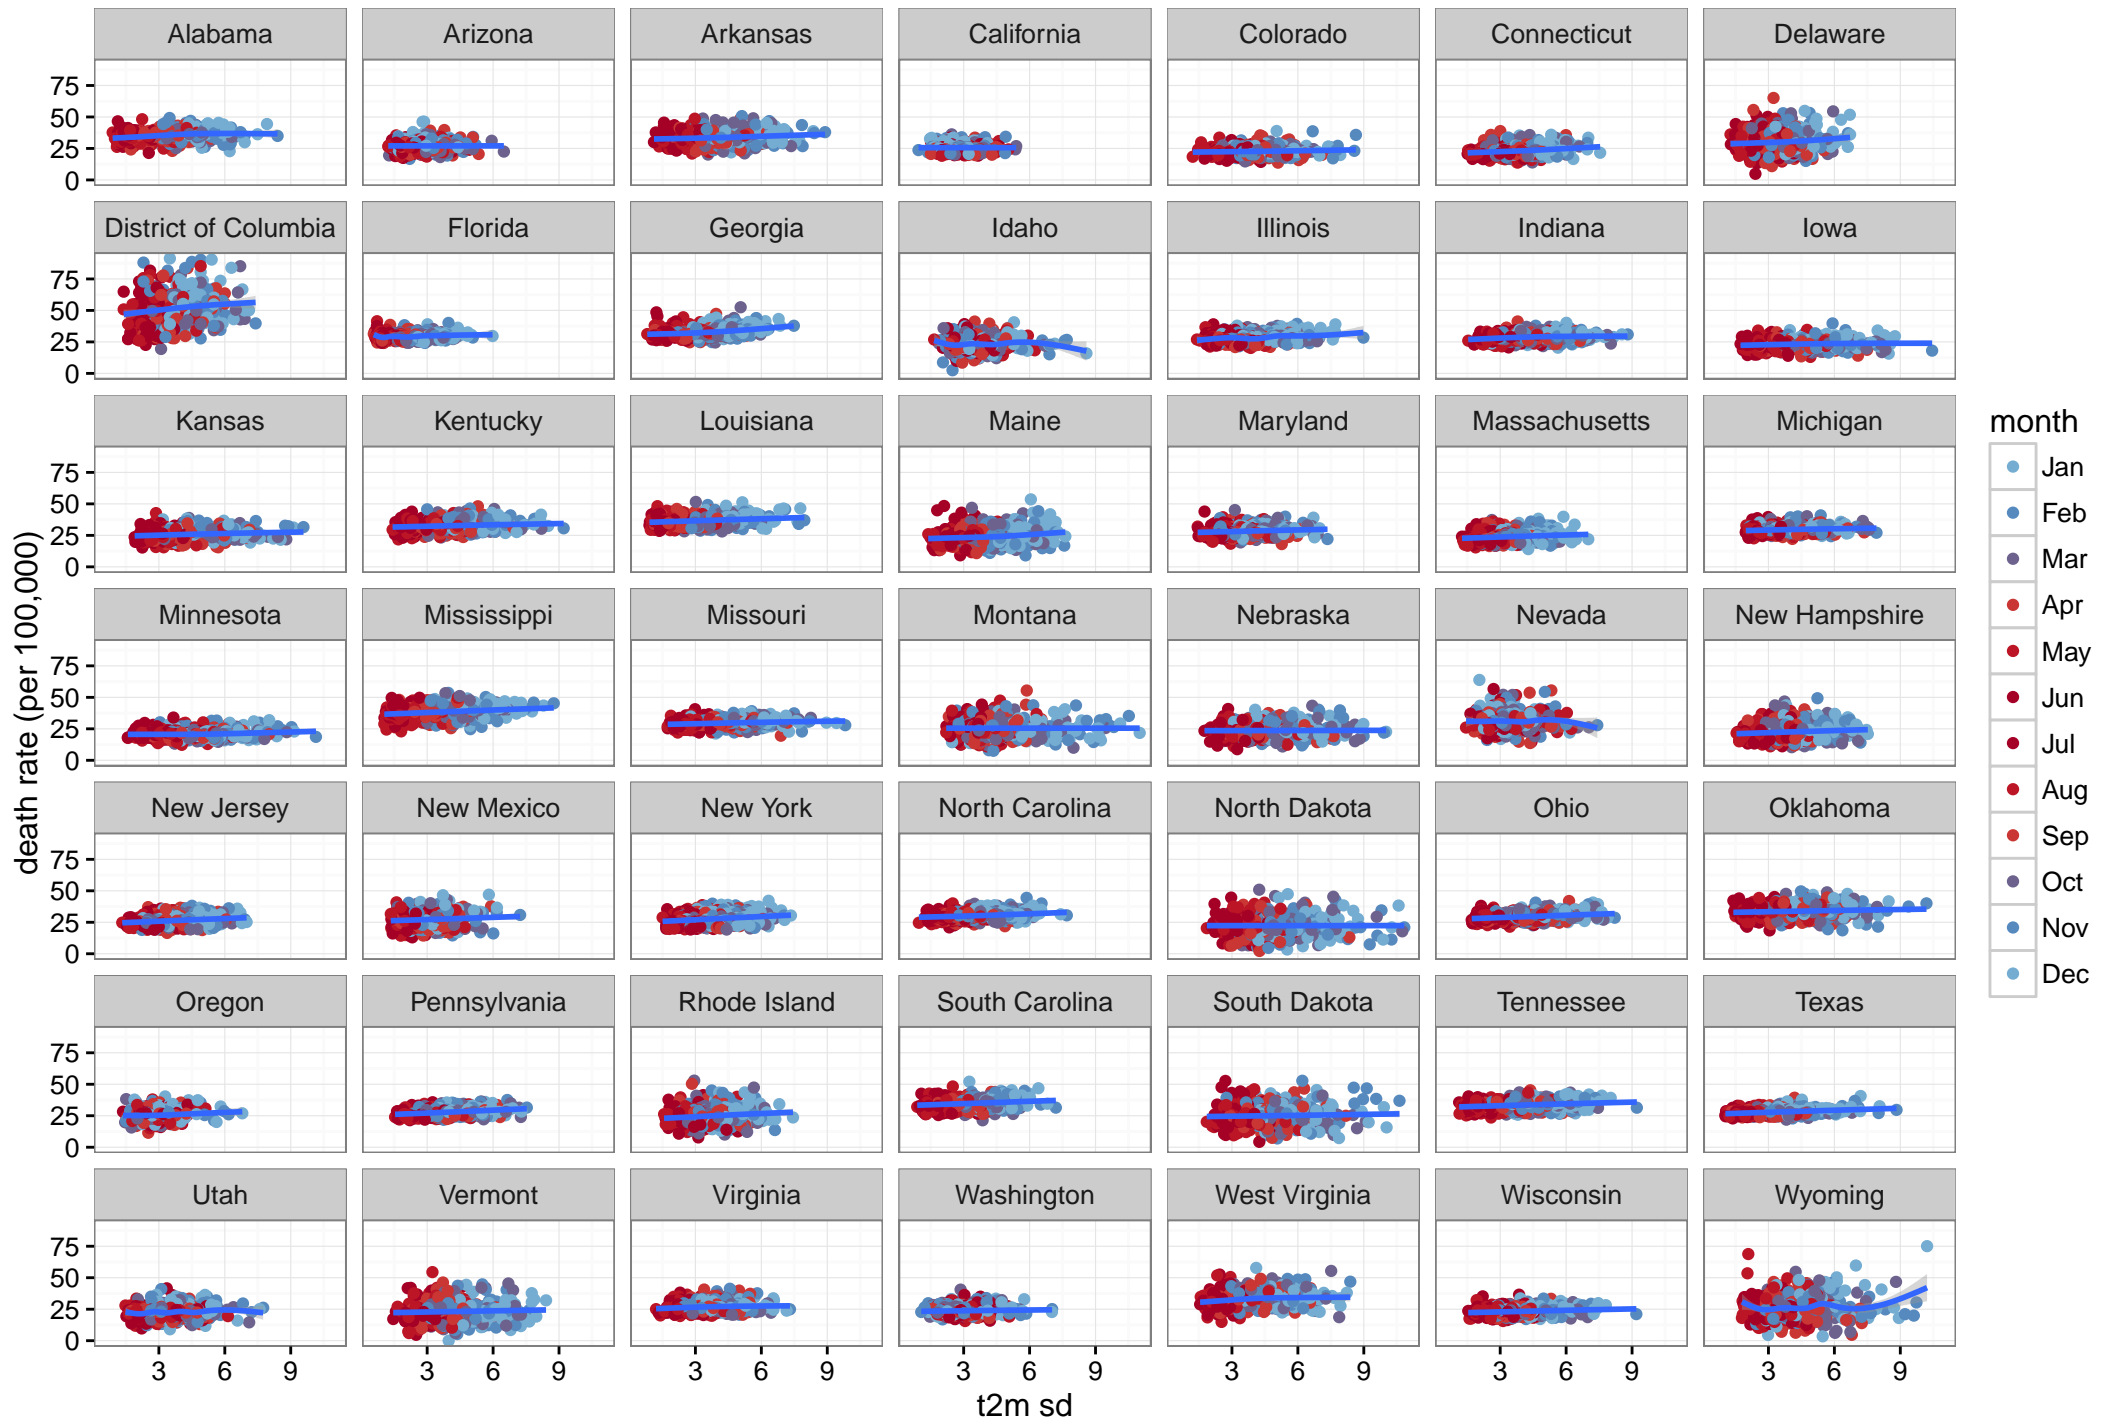 Alabama Arizona Arkansas California Colorado Connecticut Delaware
75
50
25
0
District of Columbia Florida Georgia Idaho Illinois Indiana Iowa
75
50
25
0
Kansas Kentucky Louisiana Maine Maryland Massachusetts Michigan
75
50
25
0
Minnesota Mississippi Missouri Montana Nebraska Nevada New Hampshire
75
50
25
0
New Jersey New Mexico New York North Carolina North Dakota Ohio Oklahoma
75
50
25
0
Oregon Pennsylvania Rhode Island South Carolina South Dakota Tennessee Texas
75
50
25
0
Utah Vermont Virginia Washington West Virginia Wisconsin Wyoming
75
50
25
0
3 6 9 3 6 9 3 6 9 3 6 9 3 6 9 3 6 9 3 6 9
t2m sd
death rate (per 100,000)
month
Jan
Feb
Mar
Apr
May
Jun
Jul
Aug
Sep
Oct
Nov
Dec